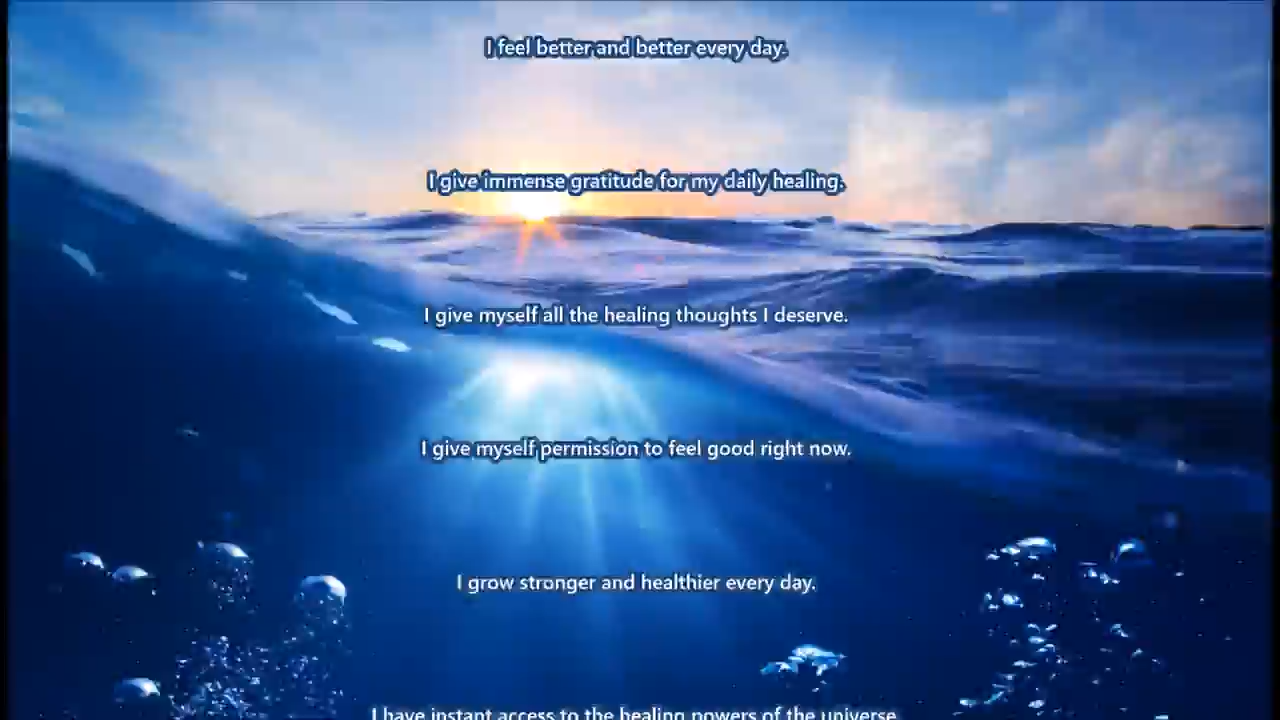 I feel better and better every day.
I give immense gratitude for my daily healing.
I give myself all the healing thoughts I deserve.
I give myself permission to feel good right now.
I grow stronger and healthier every day.
I have instant access to the healing powers of the universe